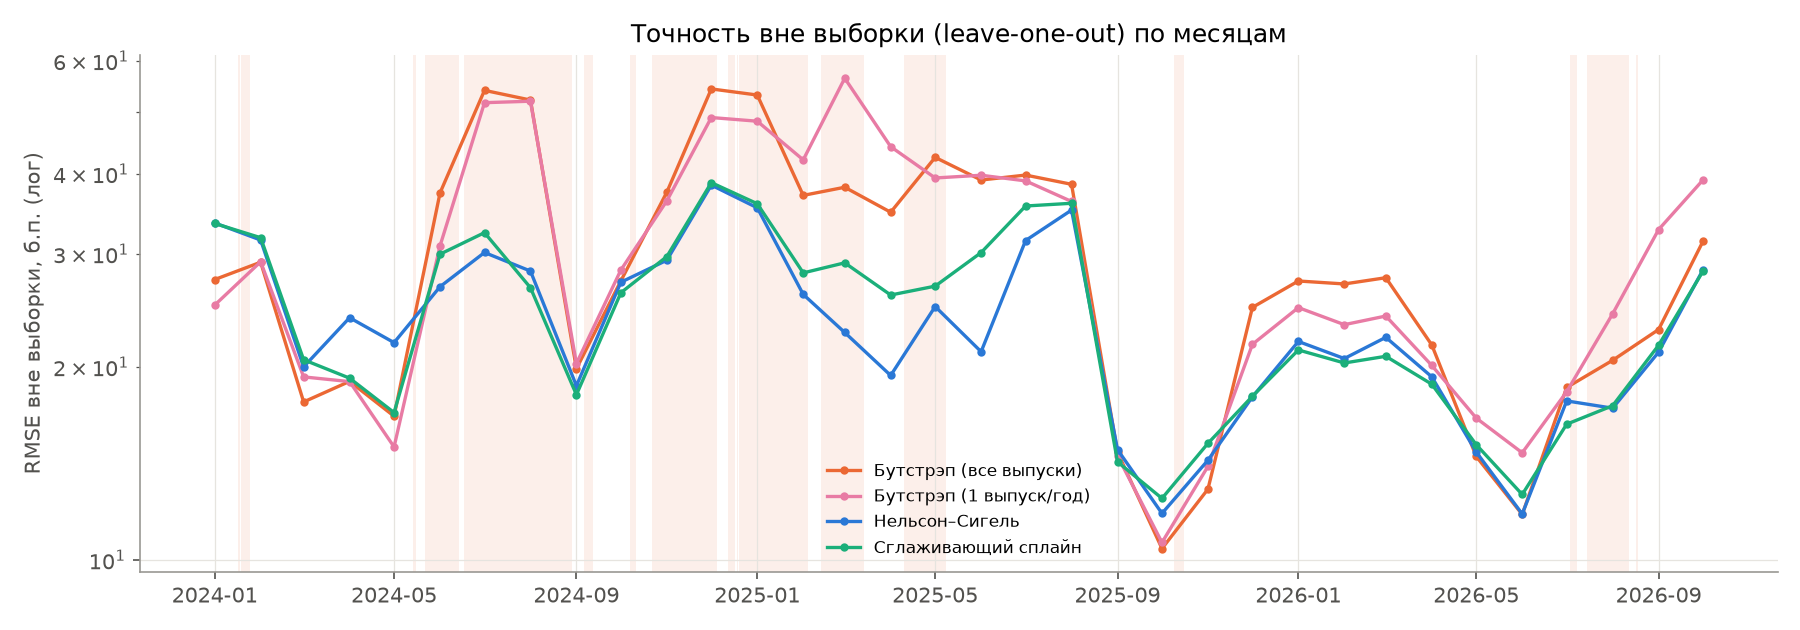 Точность вне выборки (leave-one-out) по месяцам
RMSE вне выборки, б.п. (лог)
6 × 10¹
4 × 10¹
3 × 10¹
2 × 10¹
10¹
Бутстрэп (все выпуски)
Бутстрэп (1 выпуск/год)
Нельсон–Сигель
Сглаживающий сплайн
2024-01
2024-05
2024-09
2025-01
2025-05
2025-09
2026-01
2026-05
2026-09